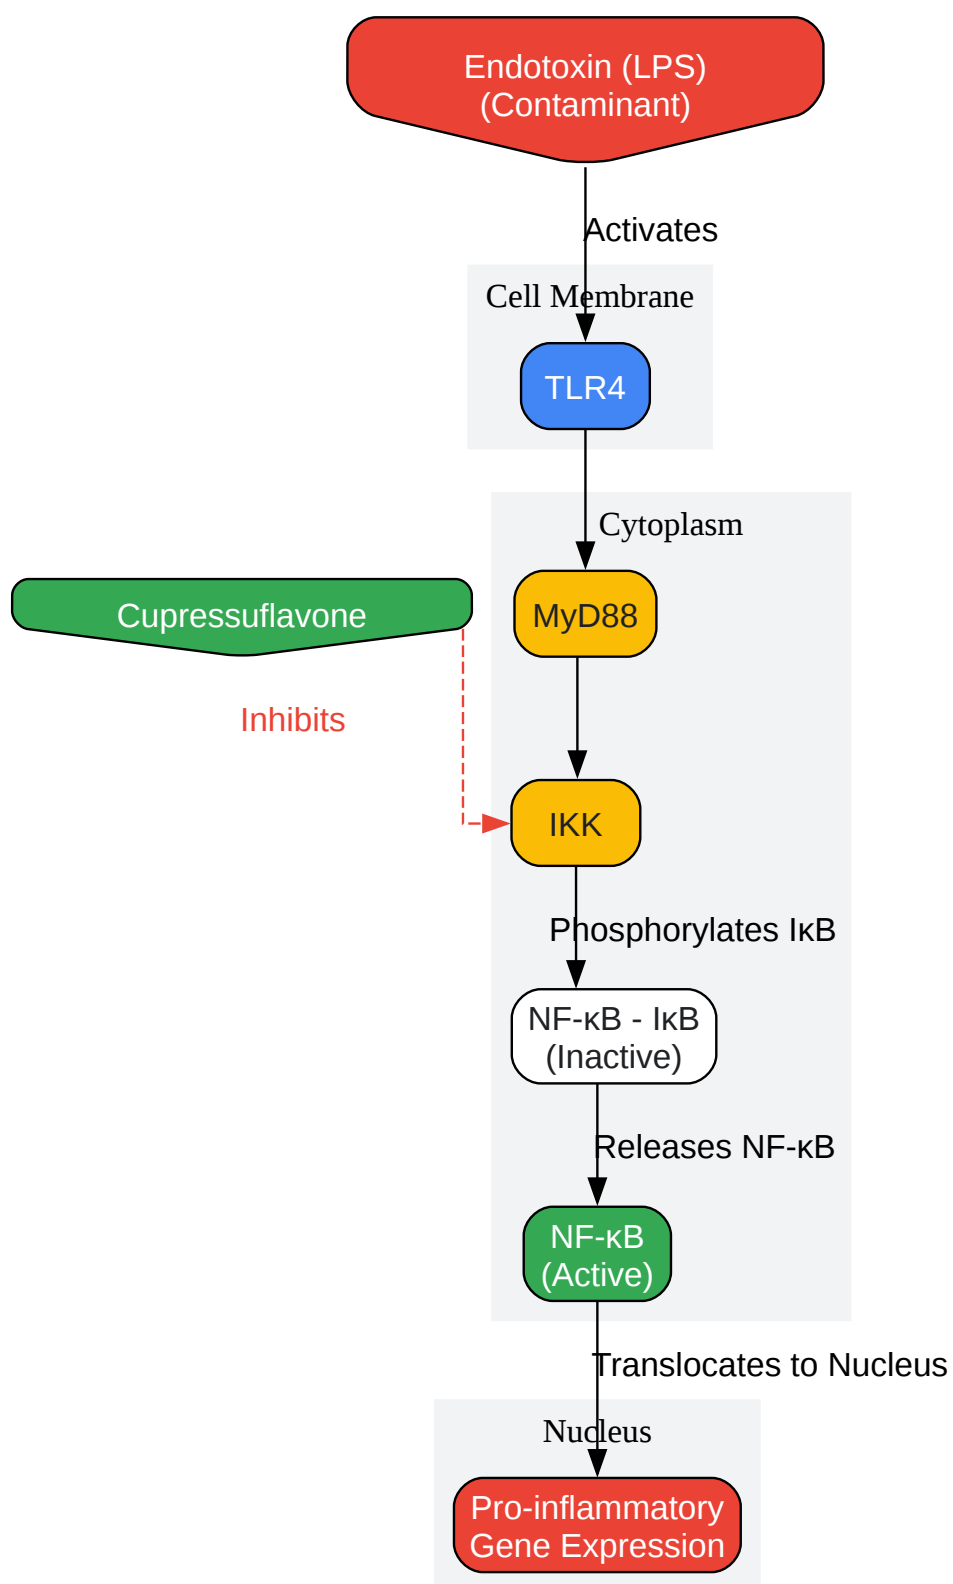 Endotoxin (LPS)
(Contaminant)
Activates
Cell Membrane
TLR4
Cytoplasm
Cupressuflavone
MyD88
Inhibits
IKK
Phosphorylates IκB
NF-κB - IκB
(Inactive)
Releases NF-κB
NF-κB
(Active)
Translocates to Nucleus
Nucleus
Pro-inflammatory
Gene Expression